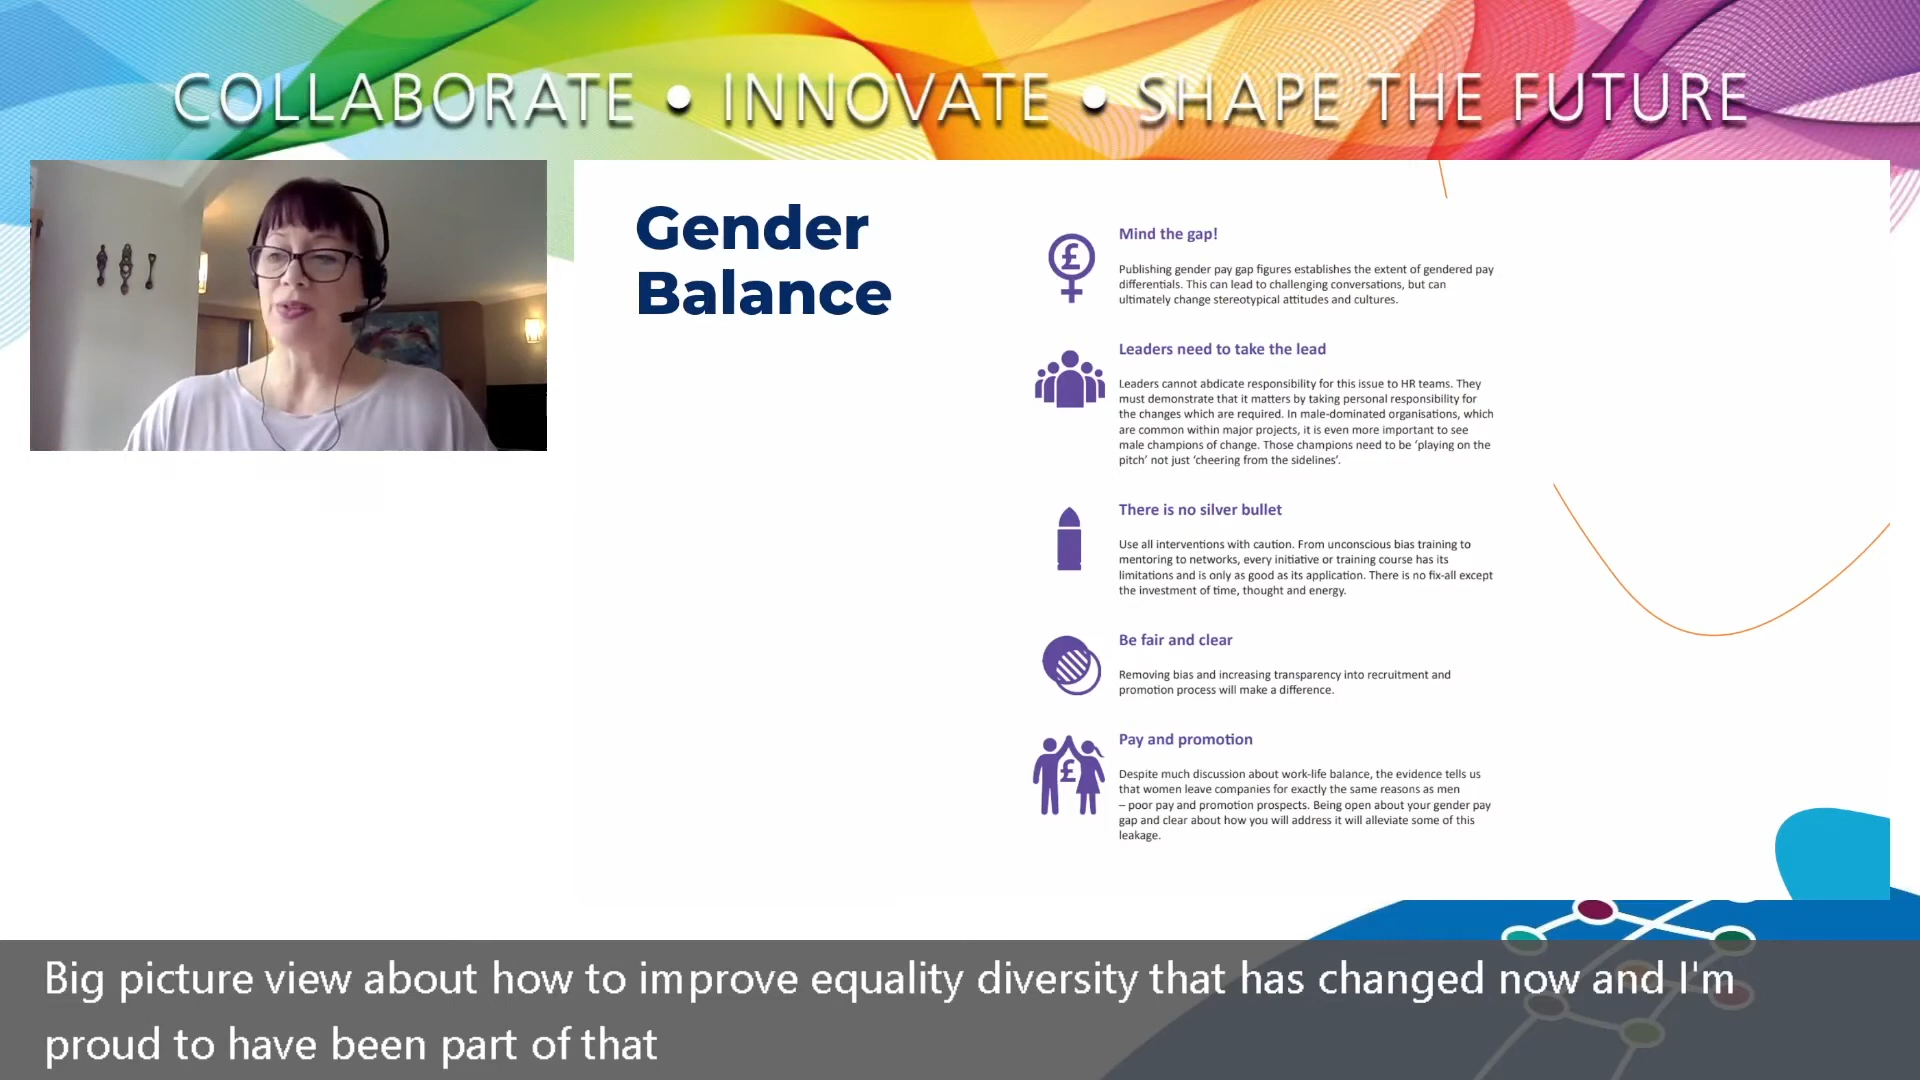 COLLABORATE • INNOVATE • SHAPE THE FUTURE
Gender
Balance
£
Mind the gap!
Publishing gender pay gap figures establishes the extent of gendered pay
differentials. This can lead to challenging conversations, but can
ultimately change stereotypical attitudes and cultures.
Leaders need to take the lead
Leaders cannot abdicate responsibility for this issue to HR teams. They
must demonstrate that it matters by taking personal responsibility for
the changes which are required. In male-dominated organisations, which
are common within major projects, it is even more important to see
male champions of change. Those champions need to be ‘playing on the
pitch’ not just ‘cheering from the sidelines’.
There is no silver bullet
Use all interventions with caution. From unconscious bias training to
mentoring to networks, every initiative or training course has its
limitations and is only as good as its application. There is no fix-all except
the investment of time, thought and energy.
Be fair and clear
Removing bias and increasing transparency into recruitment and
promotion process will make a difference.
Pay and promotion
£
Despite much discussion about work-life balance, the evidence tells us
that women leave companies for exactly the same reasons as men
– poor pay and promotion prospects. Being open about your gender pay
gap and clear about how you will address it will alleviate some of this
leakage.
Big picture view about how to improve equality diversity that has changed now and I'm
proud to have been part of that